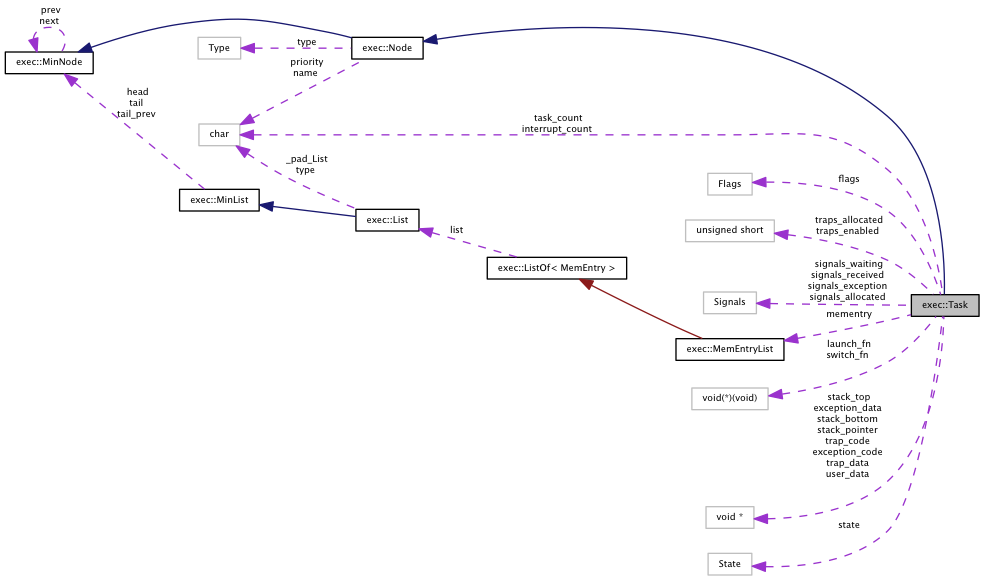 prev
next
exec::MinNode
Type
type
exec::Node
priority
name
head
tail
tail_prev
char
task_count
interrupt_count
_pad_List
type
exec::MinList
exec::List
list
exec::ListOf< MemEntry >
Flags
flags
unsigned short
traps_allocated
traps_enabled
signals_waiting
signals_received
signals_exception
signals_allocated
Signals
exec::Task
mementry
exec::MemEntryList
launch_fn
switch_fn
void(*)(void)
stack_top
exception_data
stack_bottom
stack_pointer
trap_code
exception_code
trap_data
user_data
void *
state
State